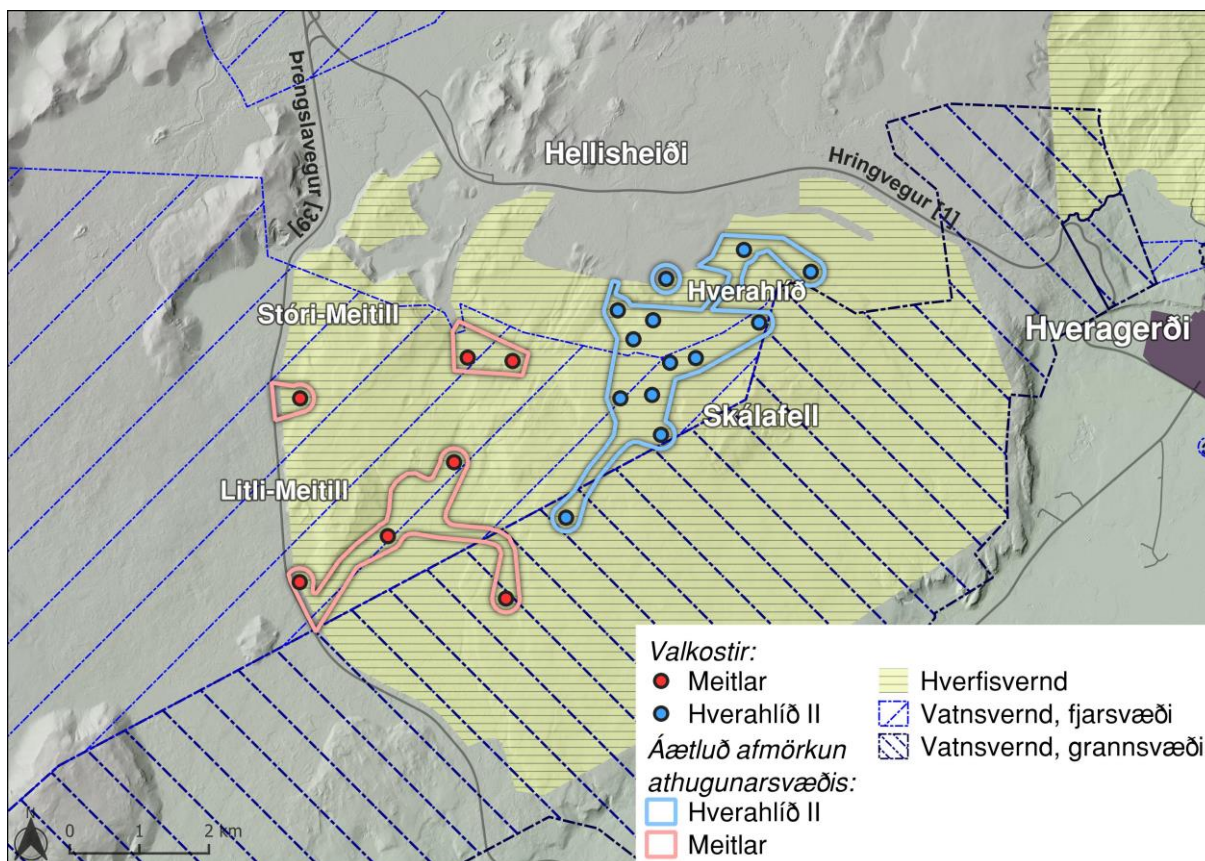 Þrengslavegur [39]
Hellisheiði
Hringvegur [1]
Stóri-Meitill
Hverahlíð
Hveragerði
Skálafell
Litli-Meitill
Valkostir:
Meitlar
Hverahlíð II
Áætluð afmörkun
athugunarsvæðis:
Hverahlíð II
Meitlar
Hverfisvernd
Vatnsvernd, fjarsvæði
Vatnsvernd, grannsvæði
N
0 1 2 km